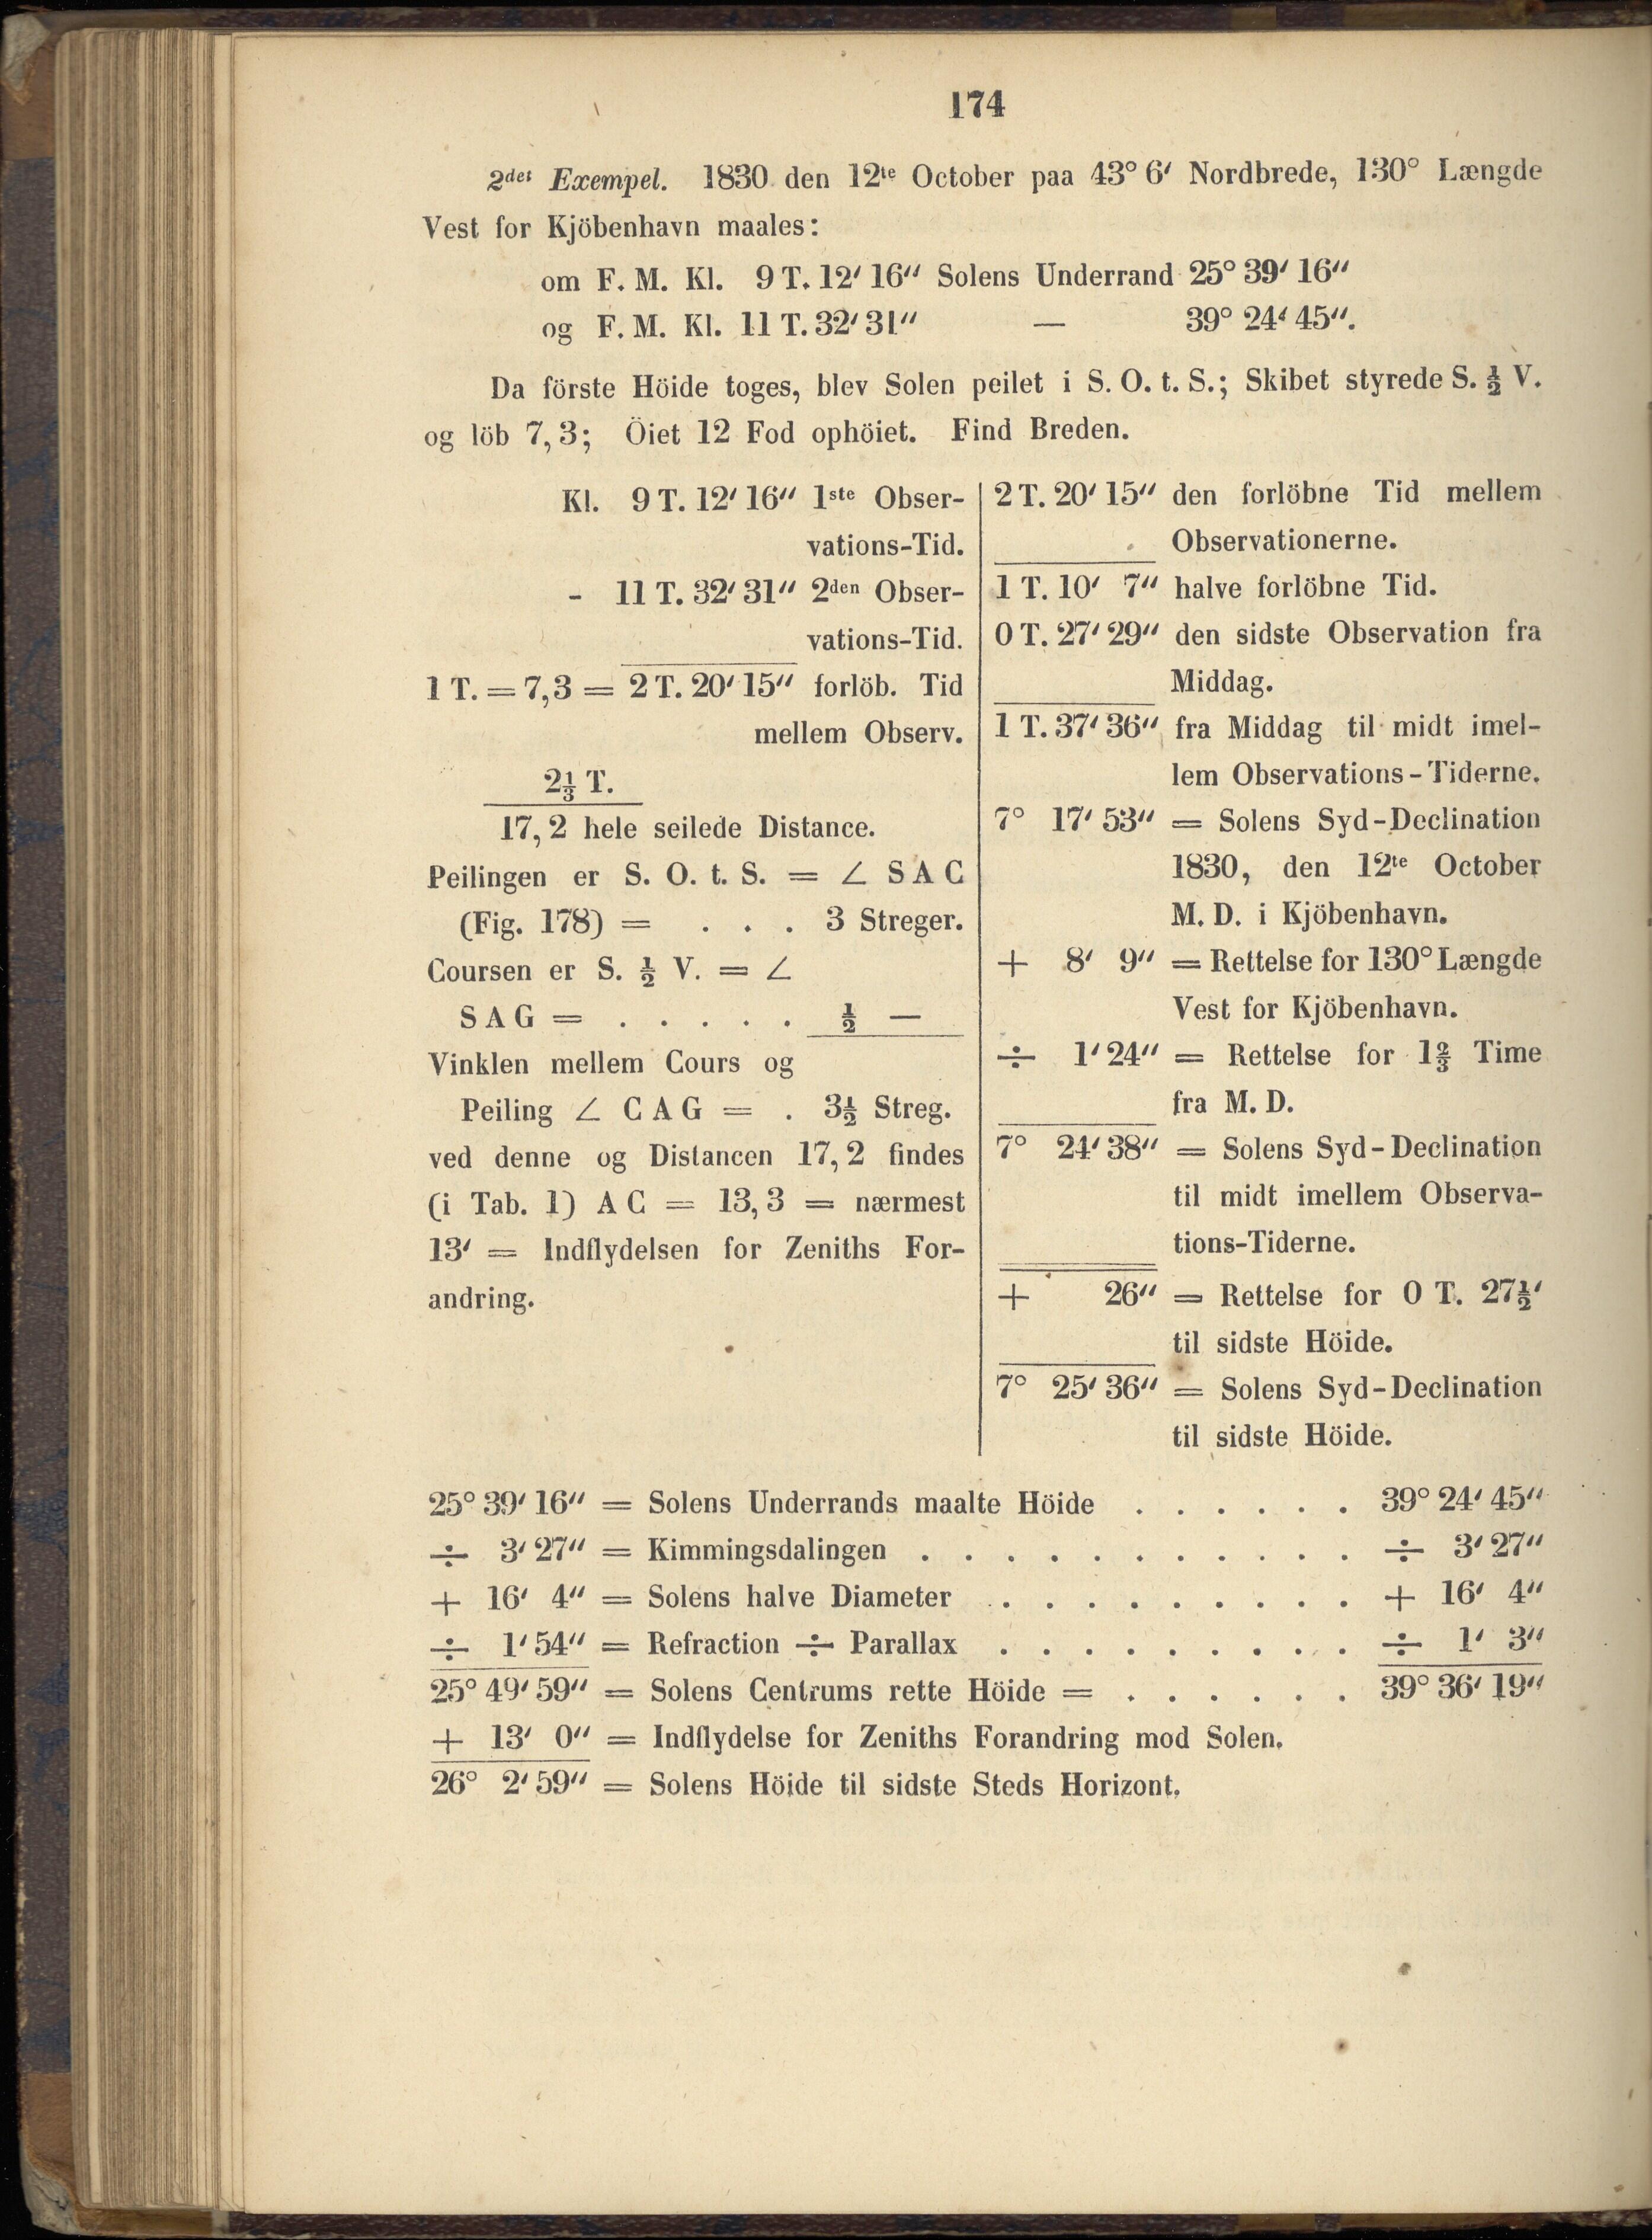 174
2det Exempel. 1830 den 12te October paa 43° 6′ Nordbrede, 130° Længde
Vest for Kjöbenhavn maales:
om F. M. Kl. 9 T. 12′ 16″ Solens Underrand 25° 39′ 16″
og F. M. Kl. 11 T. 32′ 31″ — 39° 24′ 45″.
Da förste Höide toges, blev Solen peilet i S. O. t. S.; Skibet styrede S. ½ V.
og löb 7,3; Öiet 12 Fod ophöiet. Find Breden.
Kl. 9 T. 12′ 16″ 1ste Obser-
vations-Tid.
- 11 T. 32′ 31″ 2den Obser-
vations-Tid.
1 T. = 7,3 = 2 T. 20′ 15″ forlöb. Tid
mellem Observ.
2⅓ T.
17,2 hele seilede Distance.
Peilingen er S. O. t. S. = ∠ S A C
(Fig. 178) = . . . 3 Streger.
Coursen er S. ½ V. = ∠
S A G = . . . . . ½ —
Vinklen mellem Cours og
Peiling ∠ C A G = . 3½ Streg.
ved denne og Distancen 17,2 findes
(i Tab. 1) A C = 13,3 = nærmest
13′ = Indflydelsen for Zeniths For-
andring.
2 T. 20′ 15″ den forlöbne Tid mellem
Observationerne.
1 T. 10′ 7″ halve forlöbne Tid.
0 T. 27′ 29″ den sidste Observation fra
Middag.
1 T. 37′ 36″ fra Middag til midt imel-
lem Observations-Tiderne.
7° 17′ 53″ = Solens Syd-Declination
1830, den 12te October
M. D. i Kjöbenhavn.
+ 8′ 9″ = Rettelse for 130° Længde
Vest for Kjöbenhavn.
÷ 1′ 24″ = Rettelse for 1⅔ Time
fra M. D.
7° 24′ 38″ = Solens Syd-Declination
til midt imellem Observa-
tions-Tiderne.
+ 26″ = Rettelse for 0 T. 27½′
til sidste Höide.
7° 25′ 36″ = Solens Syd-Declination
til sidste Höide.
25° 39′ 16″ = Solens Underrands maalte Höide . . . . . . 39° 24′ 45″
÷ 3′ 27″ = Kimmingsdalingen . . . . . . . . . . . ÷ 3′ 27″
+ 16′ 4″ = Solens halve Diameter . . . . . . . . . + 16′ 4″
÷ 1′ 54″ = Refraction ÷ Parallax . . . . . . . . . ÷ 1′ 3″
25° 49′ 59″ = Solens Centrums rette Höide = . . . . . . 39° 36′ 19″
+ 13′ 0″ = Indflydelse for Zeniths Forandring mod Solen.
26° 2′ 59″ = Solens Höide til sidste Steds Horizont.